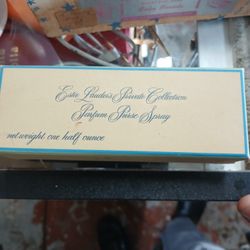 Estée Lauder's Private Collection
Parfum Purse Spray
net weight one half ounce